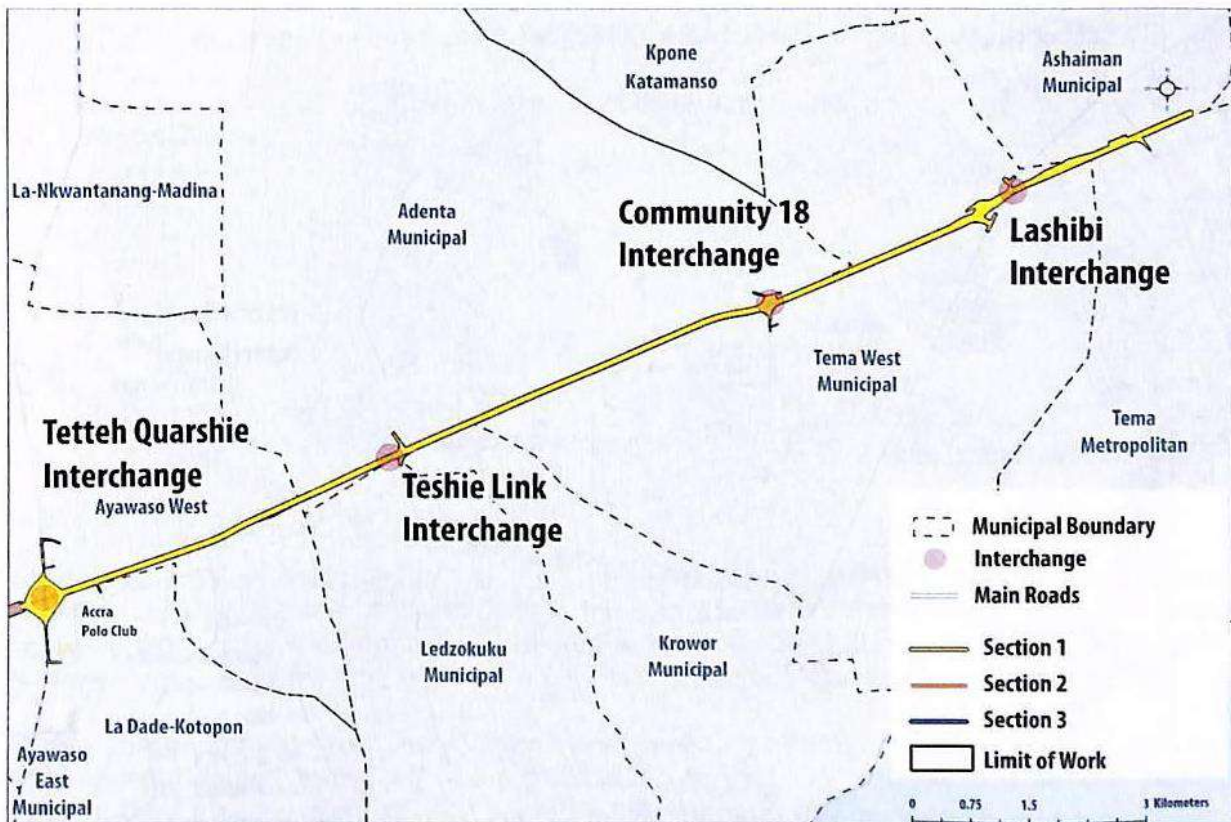 Kpone
Katamanso
Ashaiman
Municipal
La-Nkwantanang-Madina
Adenta
Municipal
Community 18
Interchange
Lashibi
Interchange
Tema West
Municipal
Tema
Metropolitan
Tetteh Quarshie
Interchange
Ayawaso West
Teshie Link
Interchange
Accra
Polo Club
Ledzokuku
Municipal
Krowor
Municipal
La Dade-Kotopon
Ayawaso
East
Municipal
Municipal Boundary
Interchange
Main Roads
Section 1
Section 2
Section 3
Limit of Work
0 0.75 1.5 3 Kilometers